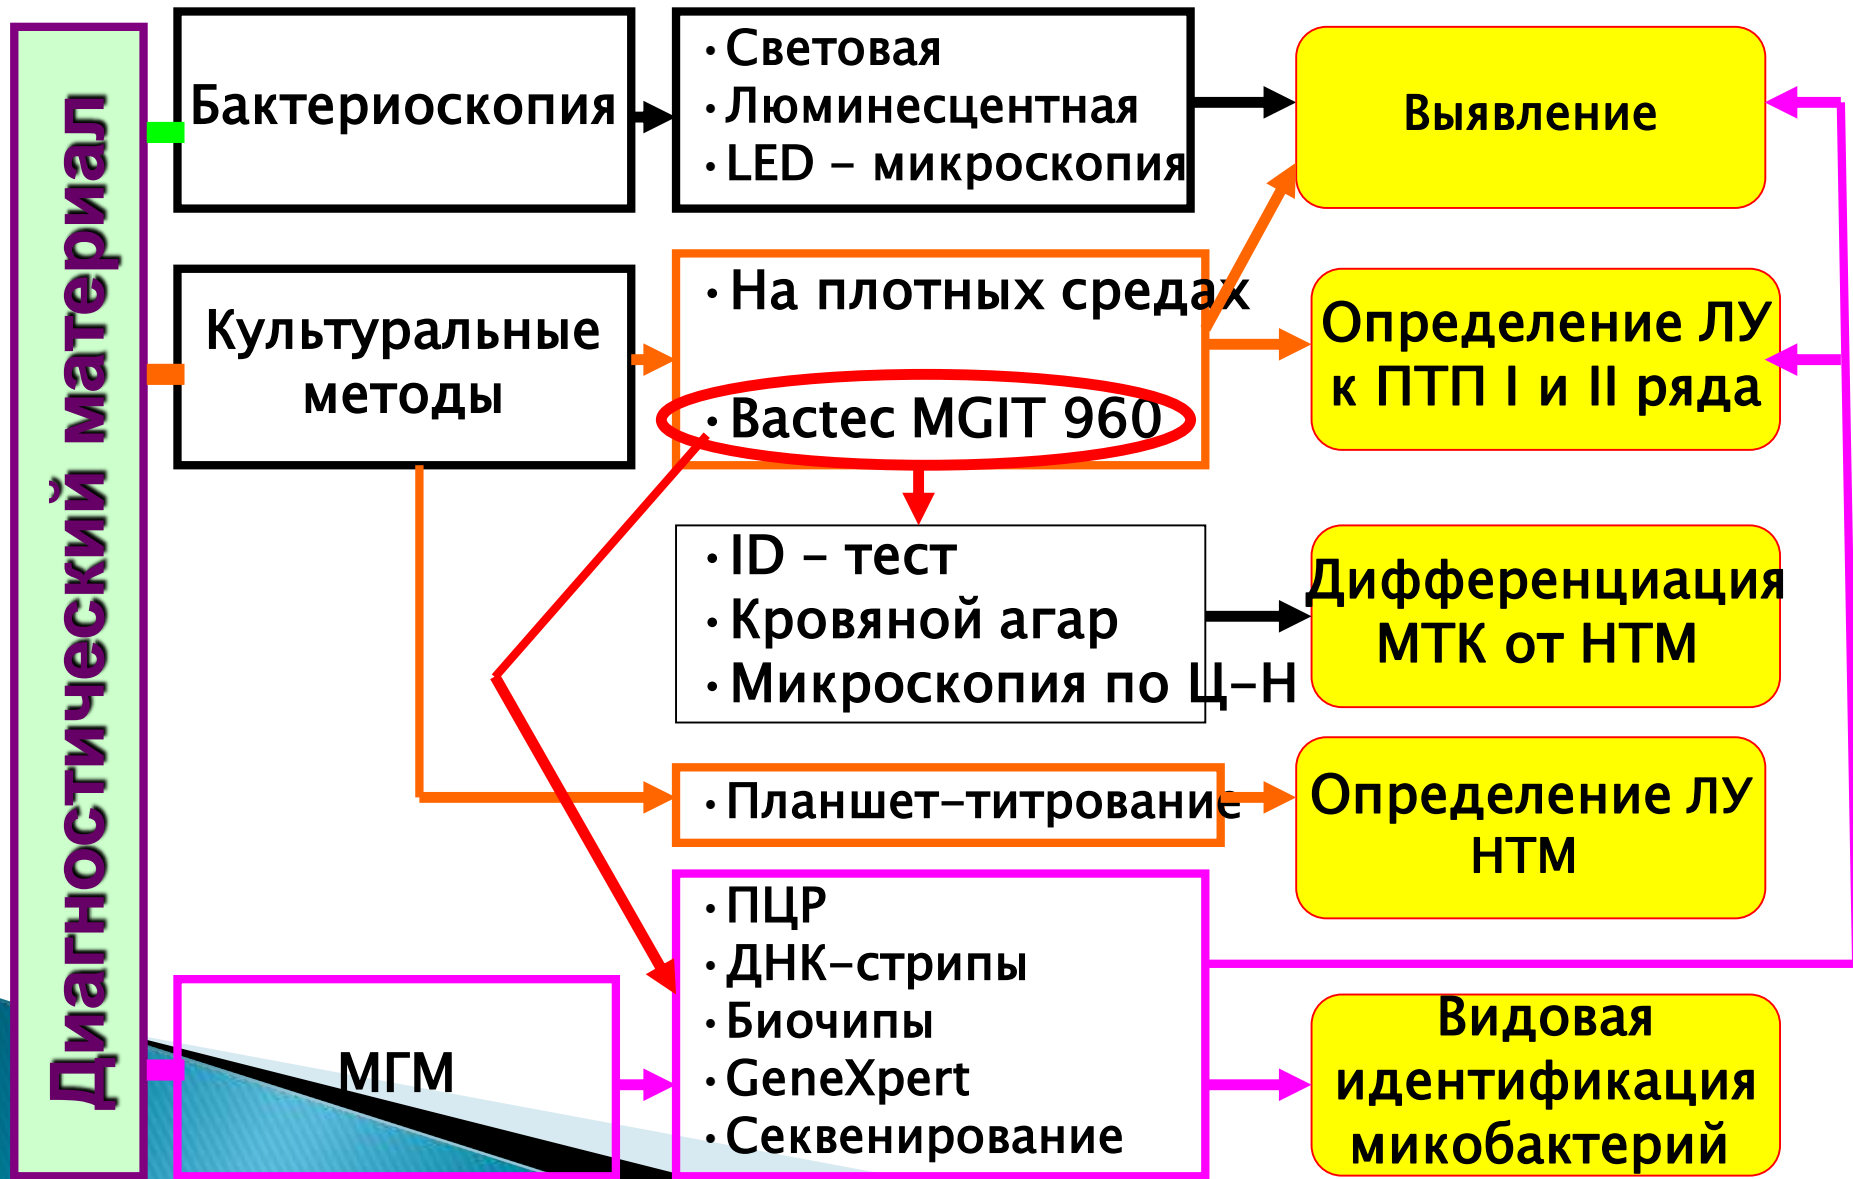 Диагностический материал
Бактериоскопия
• Световая
• Люминесцентная
• LED – микроскопия
Выявление
Культуральные
методы
• На плотных средах
• Bactec MGIT 960
Определение ЛУ
к ПТП I и II ряда
• ID – тест
• Кровяной агар
• Микроскопия по Ц–Н
Дифференциация
МТК от НТМ
• Планшет–титрование
Определение ЛУ
НТМ
МГМ
• ПЦР
• ДНК–стрипы
• Биочипы
• GeneXpert
• Секвенирование
Видовая
идентификация
микобактерий